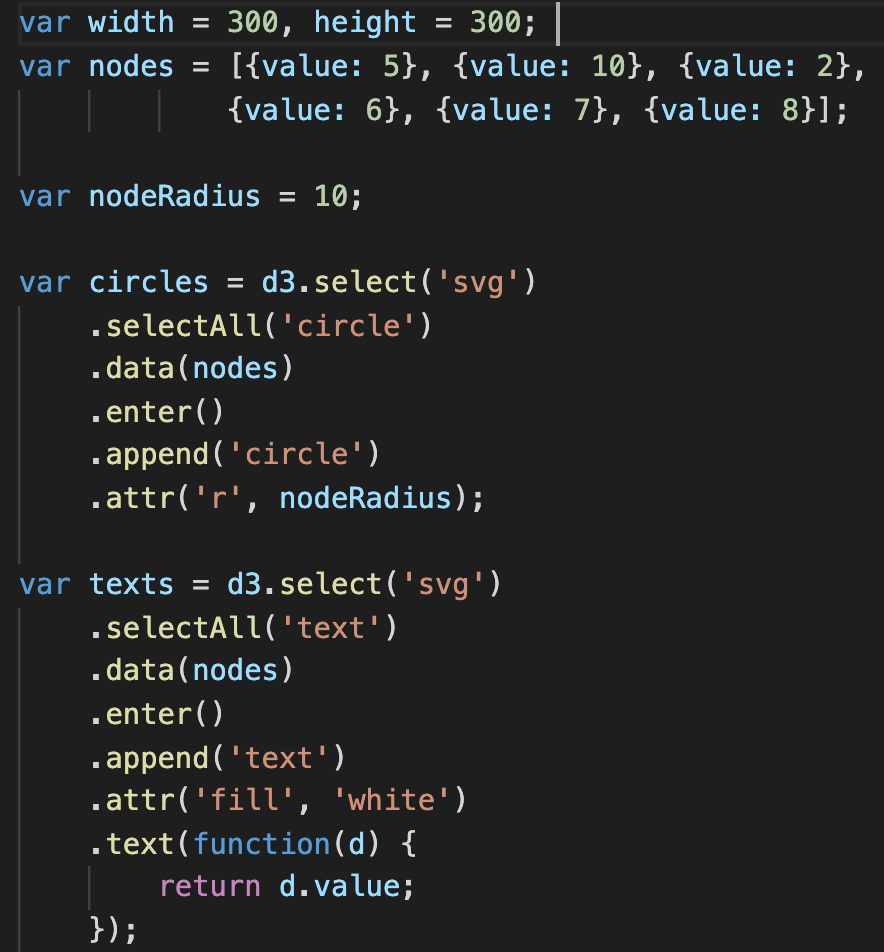 var width = 300, height = 300;
var nodes = [{value: 5}, {value: 10}, {value: 2},
{value: 6}, {value: 7}, {value: 8}];
var nodeRadius = 10;
var circles = d3.select('svg')
.selectAll('circle')
.data(nodes)
.enter()
.append('circle')
.attr('r', nodeRadius);
var texts = d3.select('svg')
.selectAll('text')
.data(nodes)
.enter()
.append('text')
.attr('fill', 'white')
.text(function(d) {
return d.value;
});